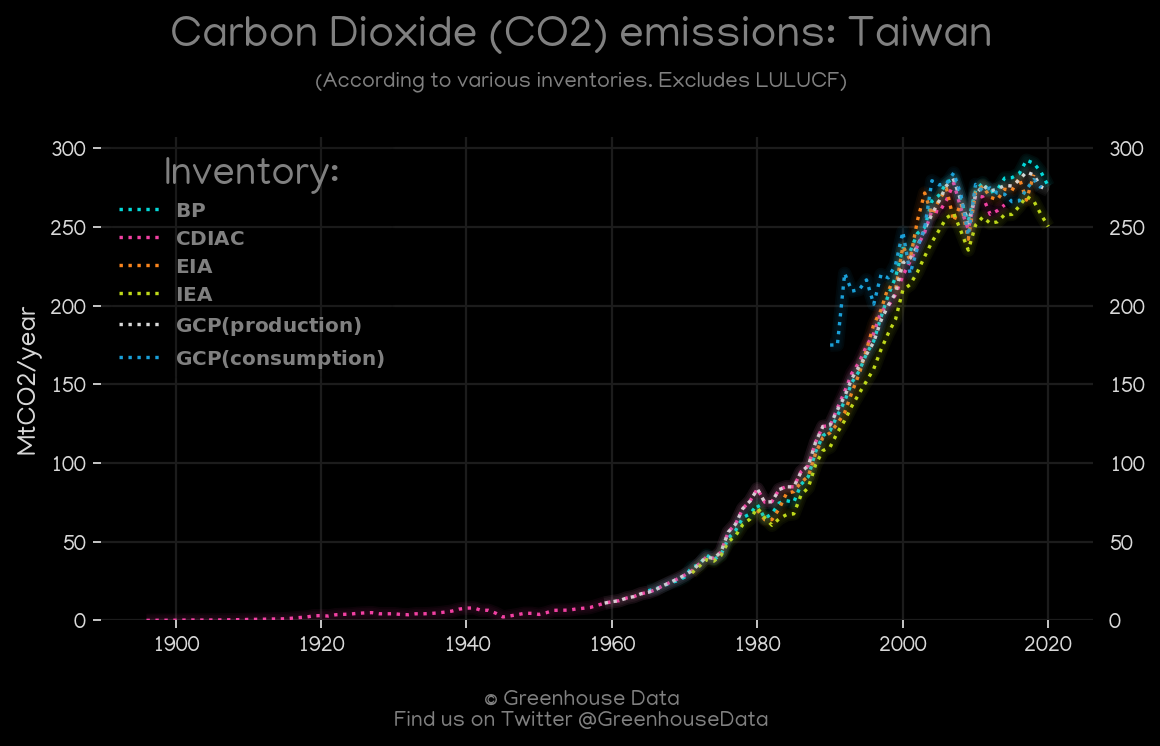 Carbon Dioxide (CO2) emissions: Taiwan
(According to various inventories. Excludes LULUCF)
Inventory:
BP
CDIAC
EIA
IEA
GCP(production)
GCP(consumption)
MtCO2/year
300
250
200
150
100
50
0
300
250
200
150
100
50
0
1900 1920 1940 1960 1980 2000 2020
© Greenhouse Data
Find us on Twitter @GreenhouseData